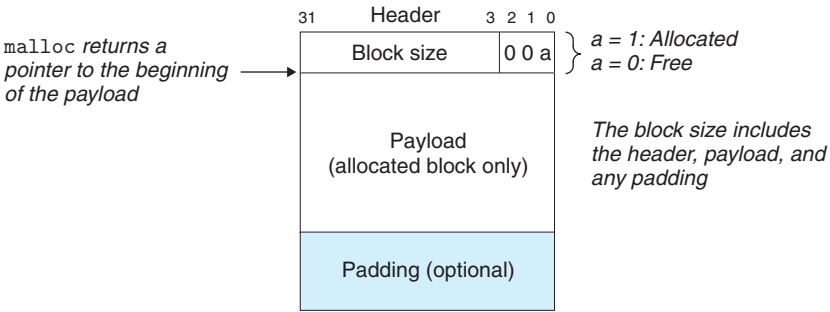 31 Header 3 2 1 0
malloc returns a
pointer to the beginning
of the payload
Block size
0 0 a
a = 1: Allocated
a = 0: Free
Payload
(allocated block only)
The block size includes
the header, payload, and
any padding
Padding (optional)